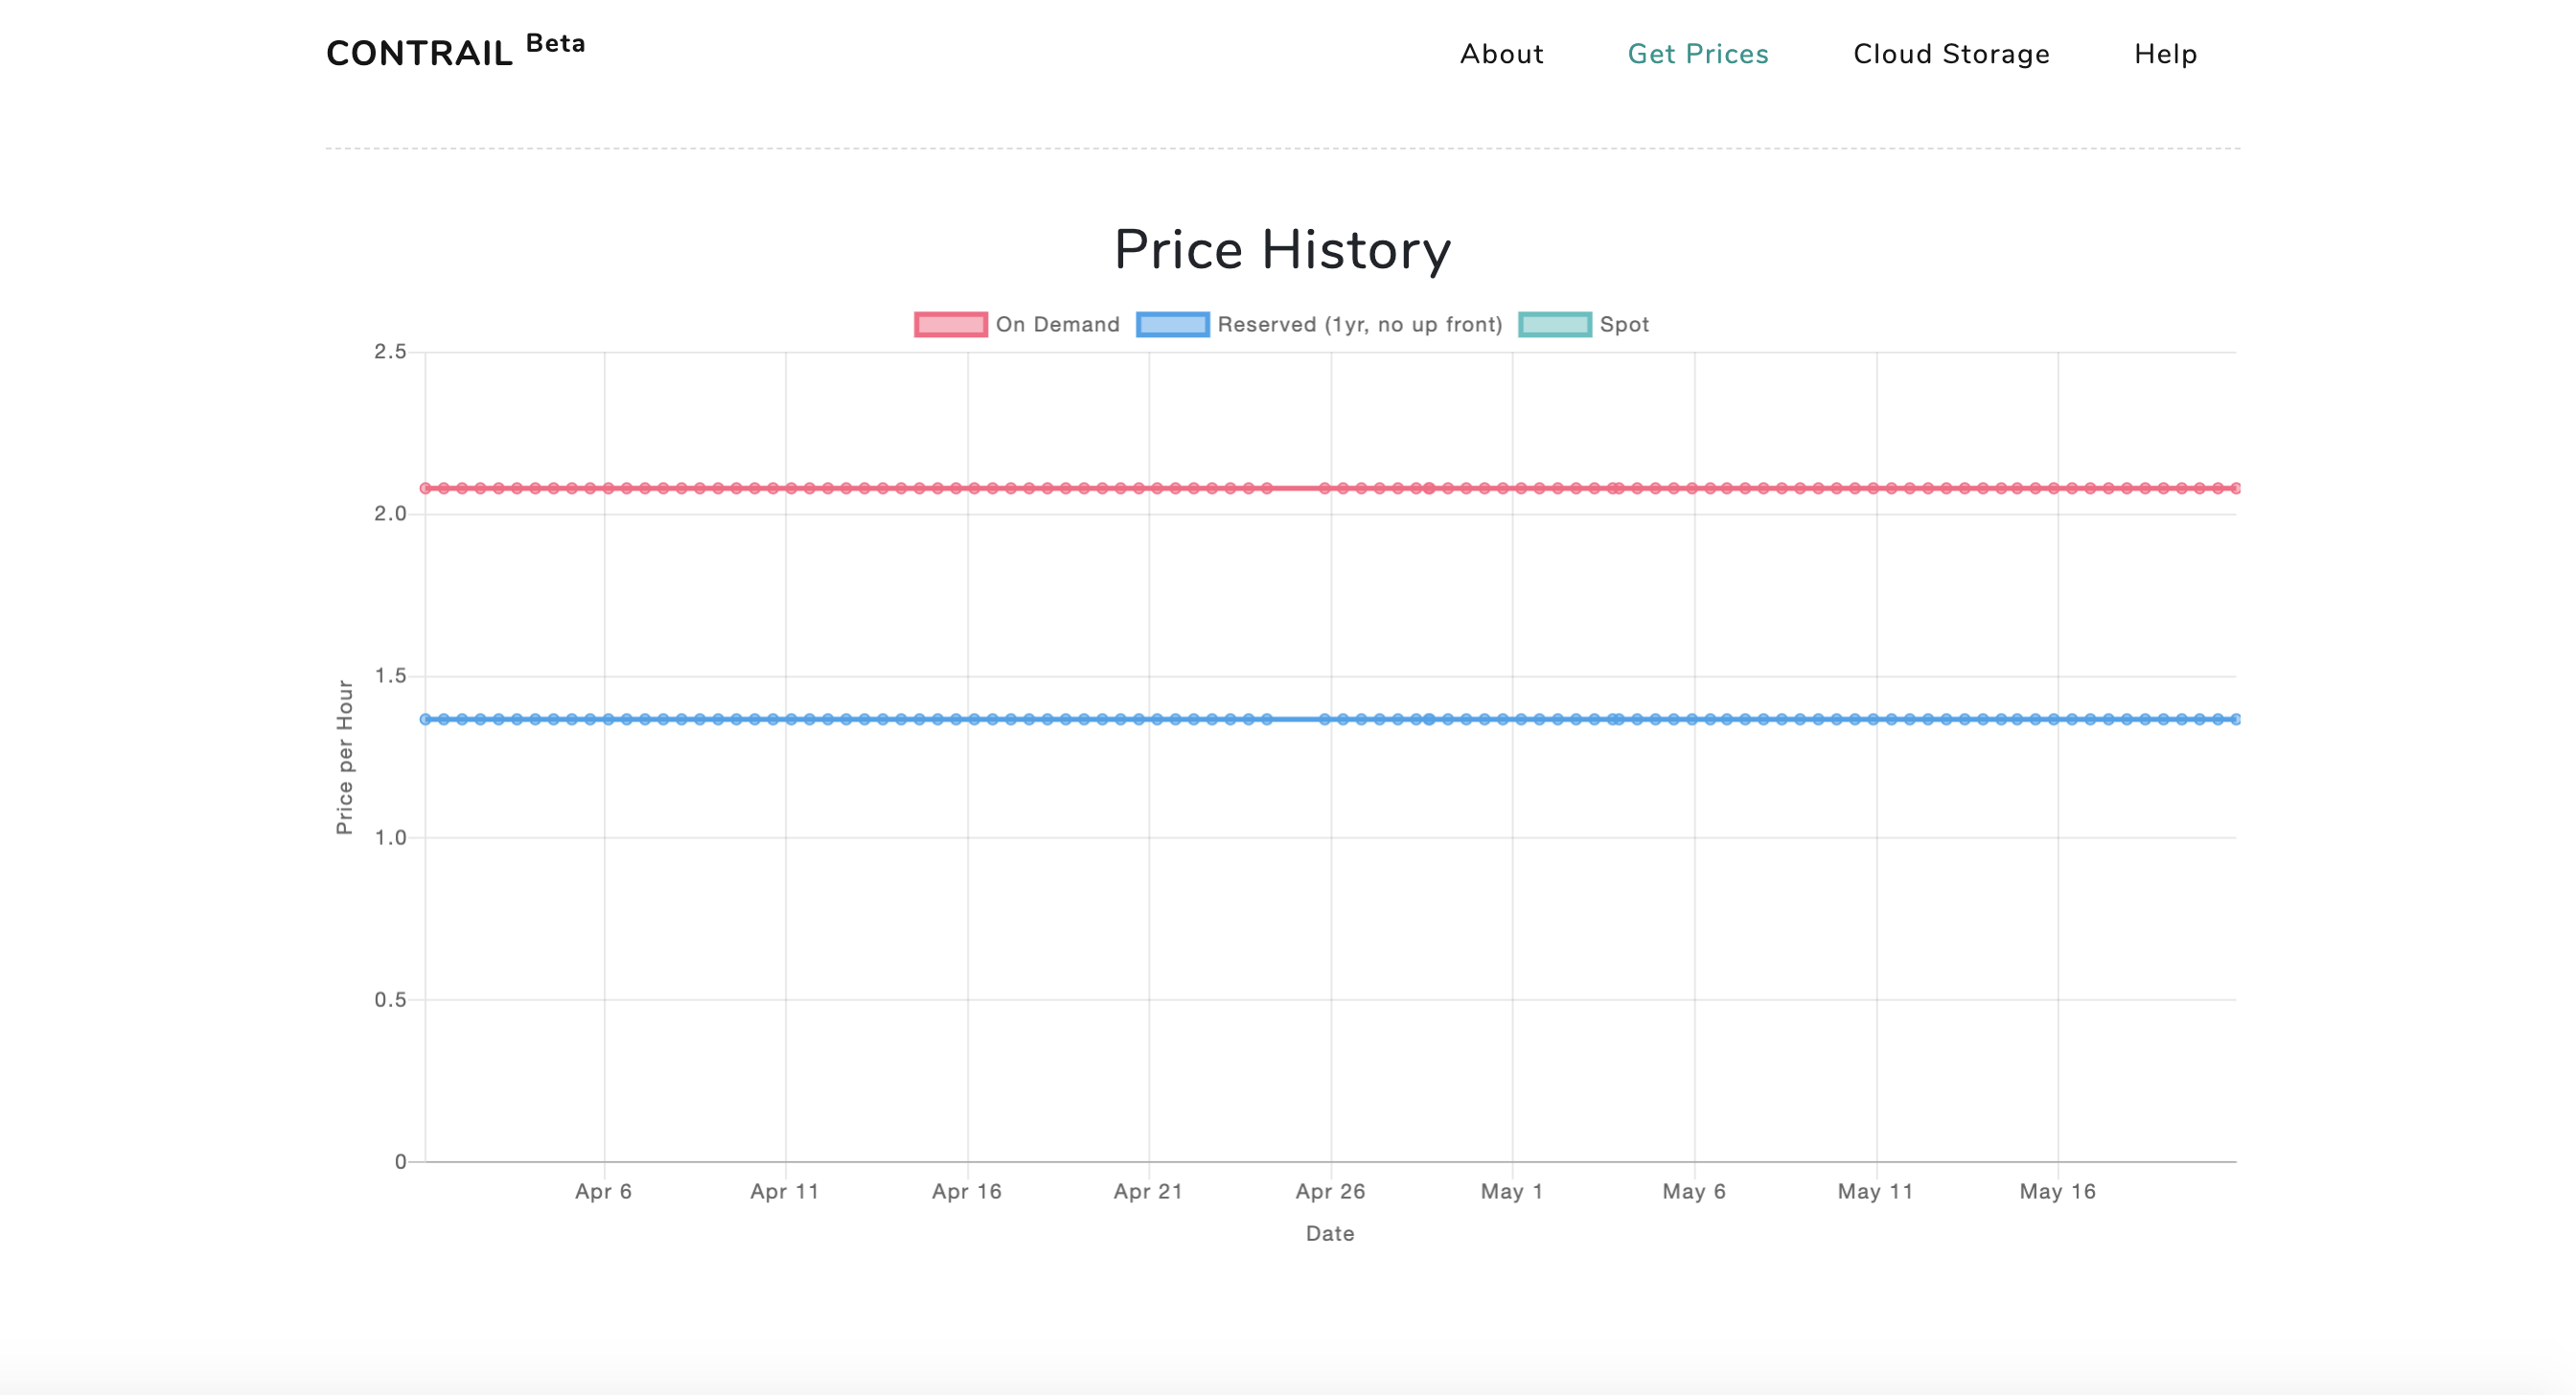 CONTRAIL Beta
About
Get Prices
Cloud Storage
Help
Price History
On Demand
Reserved (1yr, no up front)
Spot
2.5
2.0
1.5
1.0
0.5
0
Price per Hour
Apr 6
Apr 11
Apr 16
Apr 21
Apr 26
May 1
May 6
May 11
May 16
Date